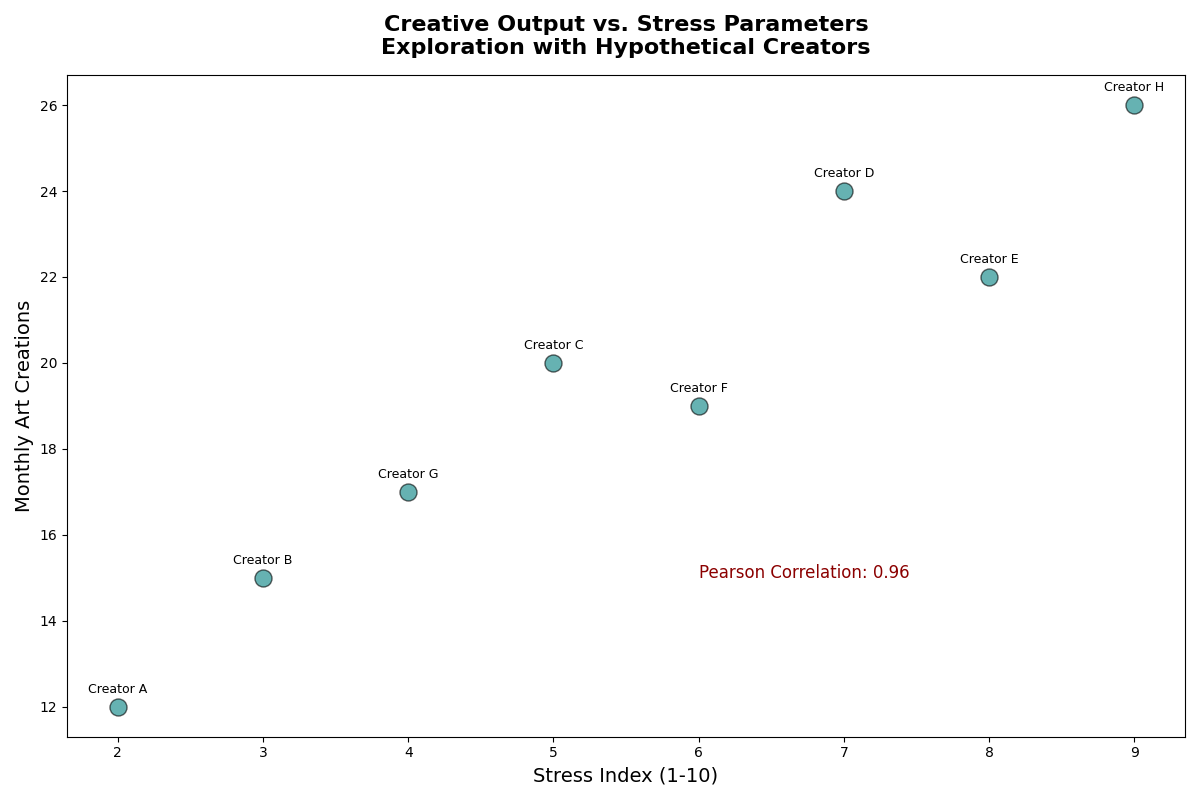 Creative Output vs. Stress Parameters
Exploration with Hypothetical Creators
Monthly Art Creations
26
24
22
20
18
16
14
12
Creator H
Creator D
Creator E
Creator C
Creator F
Creator G
Creator B
Pearson Correlation: 0.96
Creator A
2 3 4 5 6 7 8 9
Stress Index (1-10)